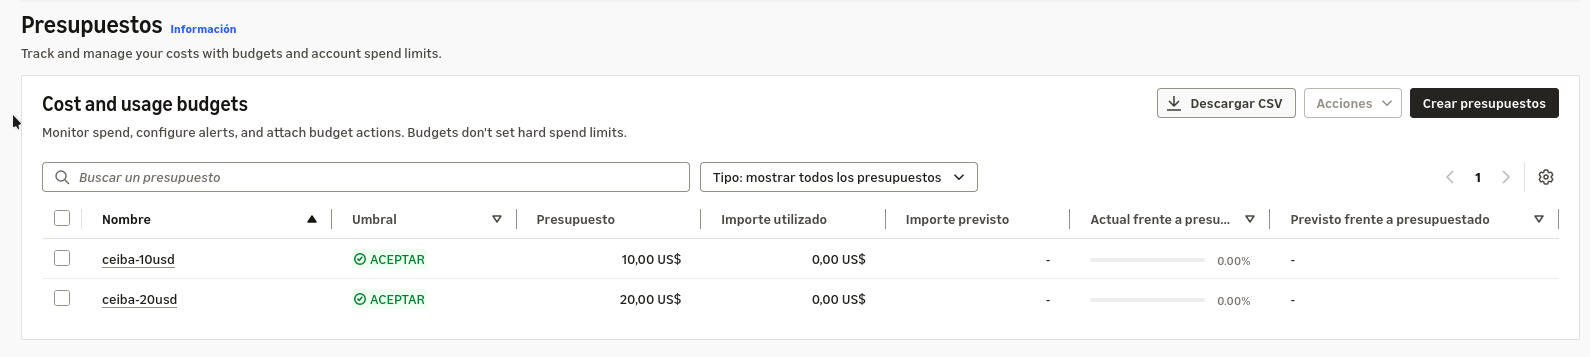 Presupuestos Información
Track and manage your costs with budgets and account spend limits.
Cost and usage budgets
Descargar CSV
Acciones
Crear presupuestos
Monitor spend, configure alerts, and attach budget actions. Budgets don't set hard spend limits.
Buscar un presupuesto
Tipo: mostrar todos los presupuestos
1
Nombre Umbral Presupuesto Importe utilizado Importe previsto Actual frente a presu... Previsto frente a presupuestado
ceiba-10usd ACEPTAR 10,00 US$ 0,00 US$ - 0.00% -
ceiba-20usd ACEPTAR 20,00 US$ 0,00 US$ - 0.00% -